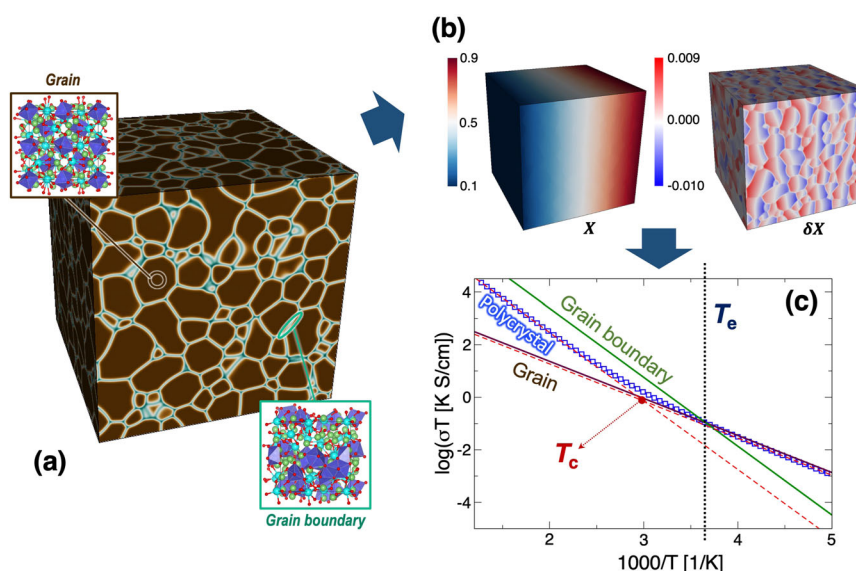 Grain
(a)
Grain boundary
(b)
0.9
0.5
0.1
X
0.009
0.000
-0.010
δX
(c)
4
2
0
-2
-4
log(σT [K S/cm])
Polycrystal
Grain boundary
Grain
Te
Tc
2
3
4
5
1000/T [1/K]